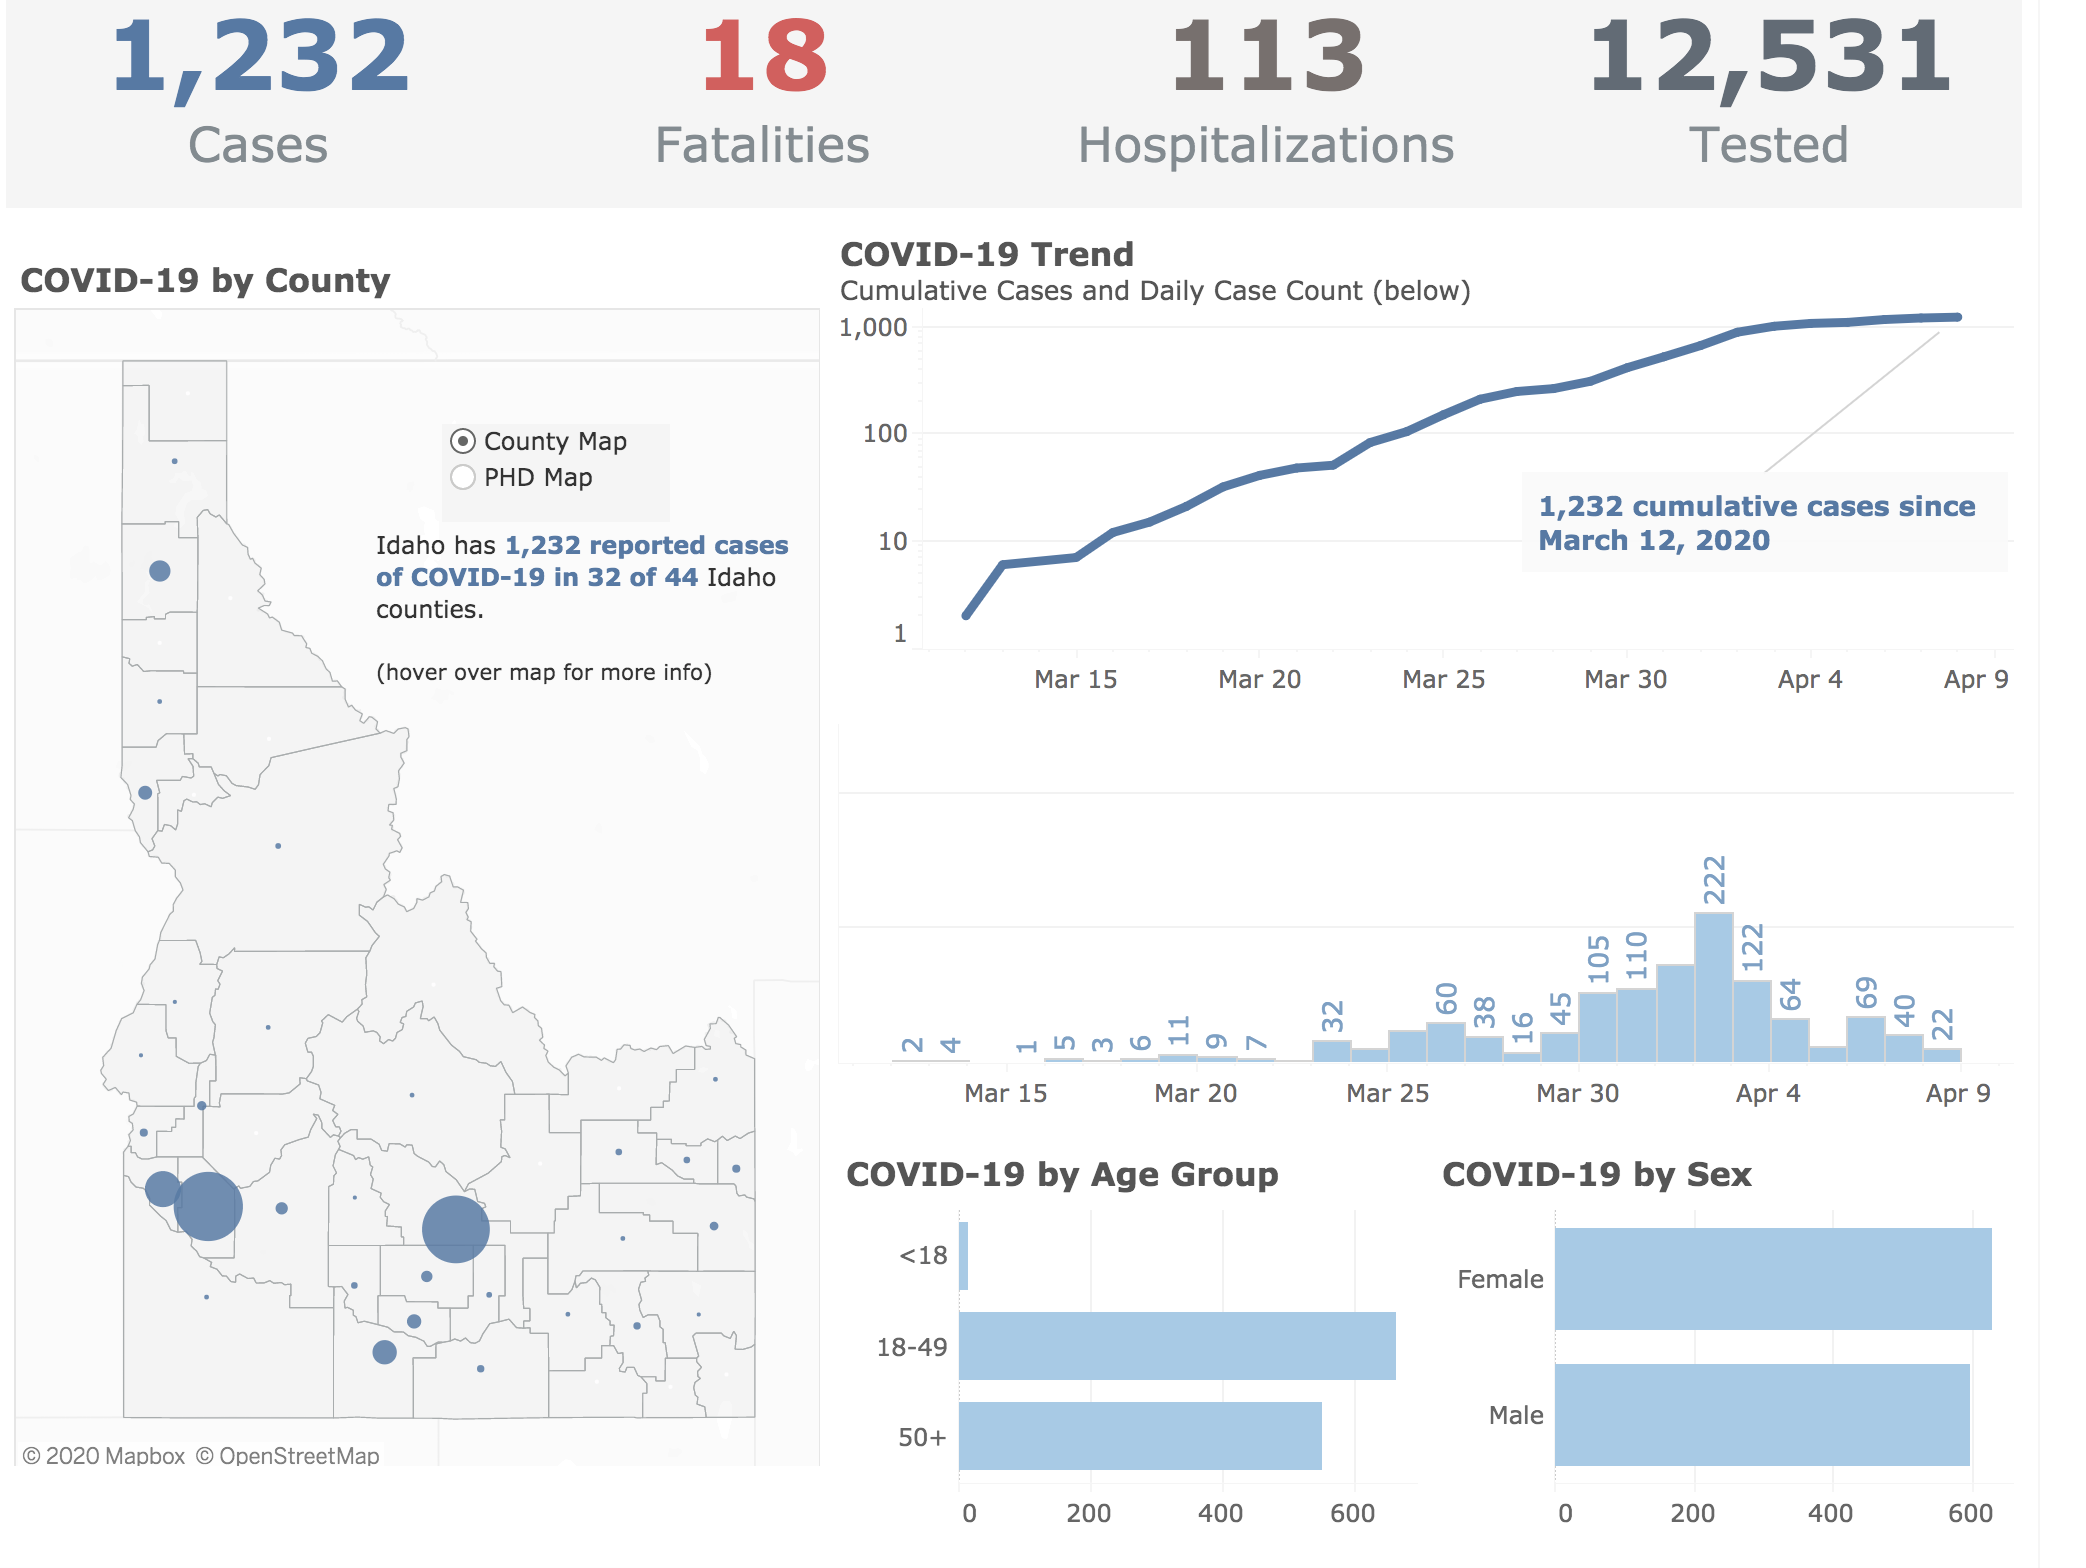 1,232
Cases
18
Fatalities
113
Hospitalizations
12,531
Tested
COVID-19 by County
County Map
PHD Map
Idaho has 1,232 reported cases
of COVID-19 in 32 of 44 Idaho
counties.
(hover over map for more info)
© 2020 Mapbox © OpenStreetMap
COVID-19 Trend
Cumulative Cases and Daily Case Count (below)
1,000
100
10
1
1,232 cumulative cases since
March 12, 2020
Mar 15 Mar 20 Mar 25 Mar 30 Apr 4 Apr 9
2 4 1 5 3 6 11 9 7 32 60 38 16 45 105 110 222 122 64 69 40 22
Mar 15 Mar 20 Mar 25 Mar 30 Apr 4 Apr 9
COVID-19 by Age Group
<18
18-49
50+
0 200 400 600
COVID-19 by Sex
Female
Male
0 200 400 600